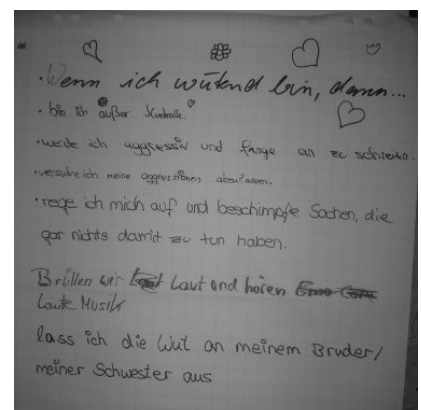 • Wenn ich wütend bin, dann...
• bin ich außer Kontrolle.
• werde ich aggressiv und fange an zu schreien.
• versuche ich meine aggressionen abzulassen.
• rege ich mich auf und beschimpfe Sachen, die
gar nichts damit zu tun haben.
Brüllen wir Laut und hören
Laute Musik
lass ich die Wut an meinem Bruder/
meiner Schwester aus